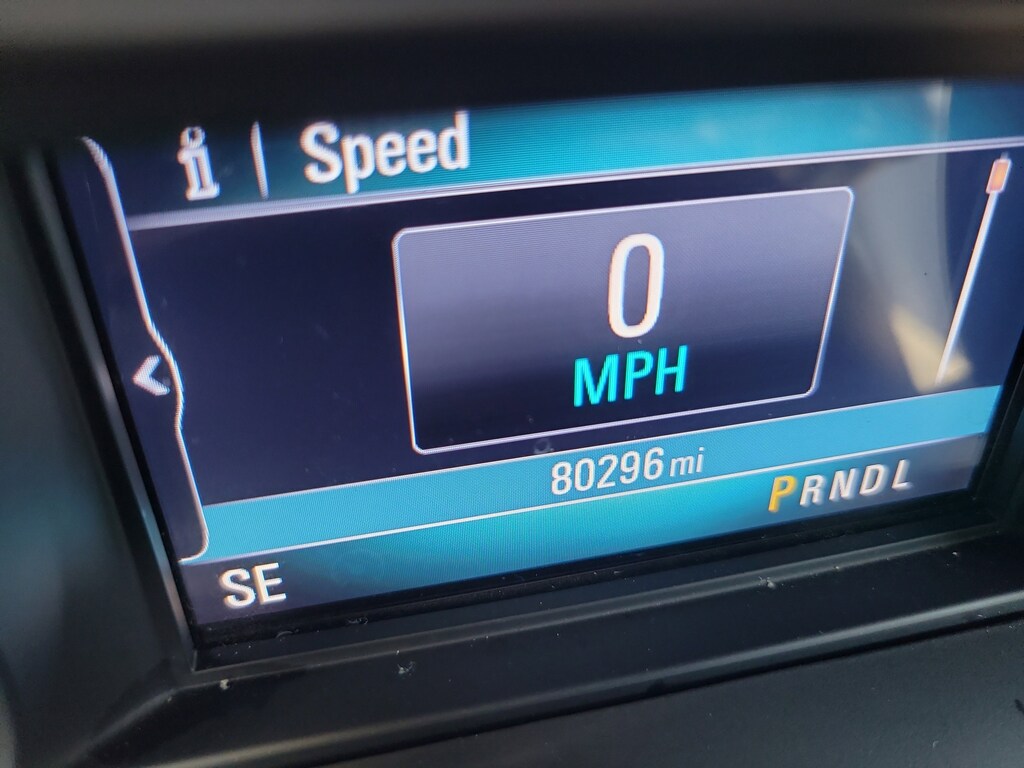 i Speed
0
MPH
80296 mi
PRNDL
SE